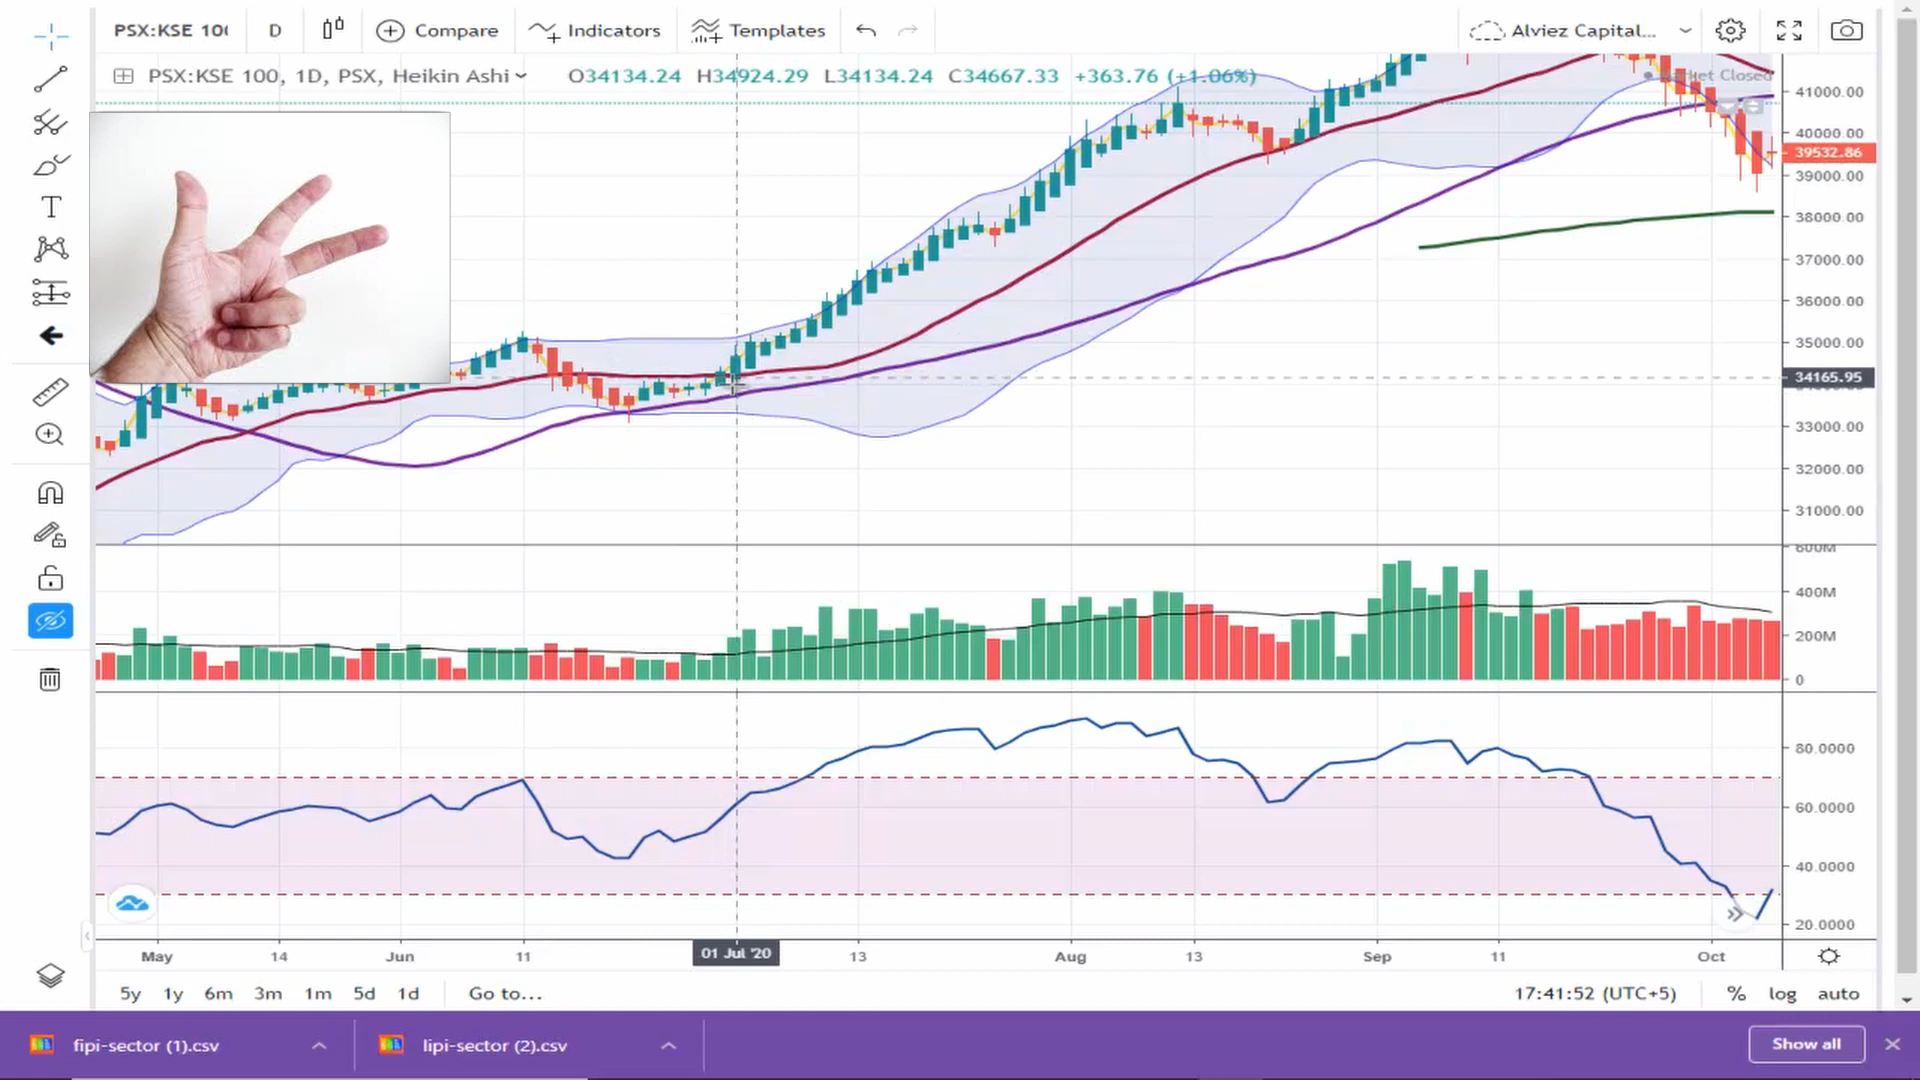 PSX:KSE 10
D
Compare
Indicators
Templates
Alviez Capital...
PSX:KSE 100, 1D, PSX, Heikin Ashi
O34134.24 H34924.29 L34134.24 C34667.33 +363.76 (+1.06%)
Market Closed
41000.00
40000.00
39532.86
39000.00
38000.00
37000.00
36000.00
35000.00
34165.95
33000.00
32000.00
31000.00
600M
400M
200M
0
80.0000
60.0000
40.0000
20.0000
May 14 Jun 11 01 Jul '20 13 Aug 13 Sep 11 Oct
5y 1y 6m 3m 1m 5d 1d Go to... 17:41:52 (UTC+5) % log auto
fipi-sector (1).csv
lipi-sector (2).csv
Show all